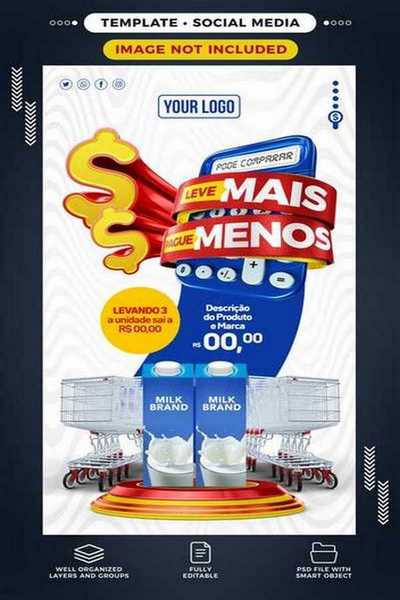 TEMPLATE • SOCIAL MEDIA
IMAGE NOT INCLUDED
YOUR LOGO
PODE COMPARAR
LEVE MAIS
PAGUE MENOS
LEVANDO 3
a unidade sai a
R$ 00,00
Descrição
do Produto
e Marca
R$ 00,00
MILK
BRAND
MILK
BRAND
WELL ORGANIZED
LAYERS AND GROUPS
FULLY
EDITABLE
PSD FILE WITH
SMART OBJECT